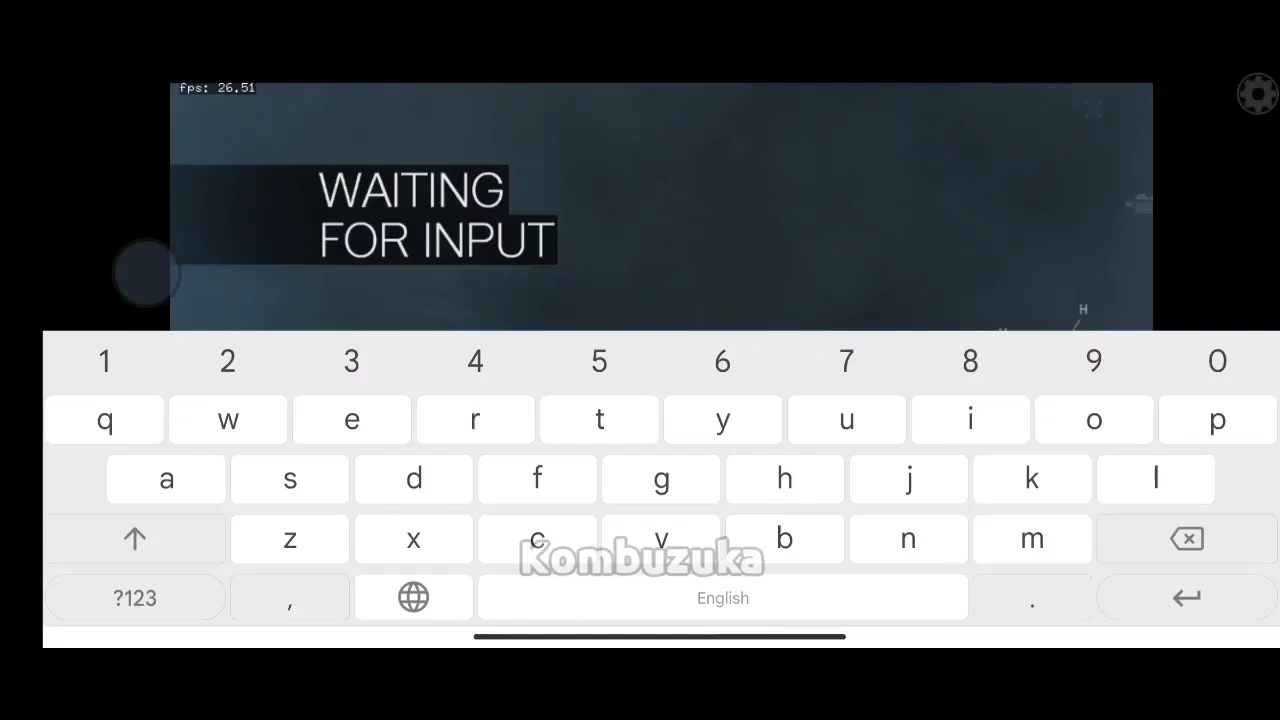 fps: 26.51
WAITING
FOR INPUT
H
1 2 3 4 5 6 7 8 9 0
q w e r t y u i o p
a s d f g h j k l
z x c v b n m
Kombuzuka
?123 , English .